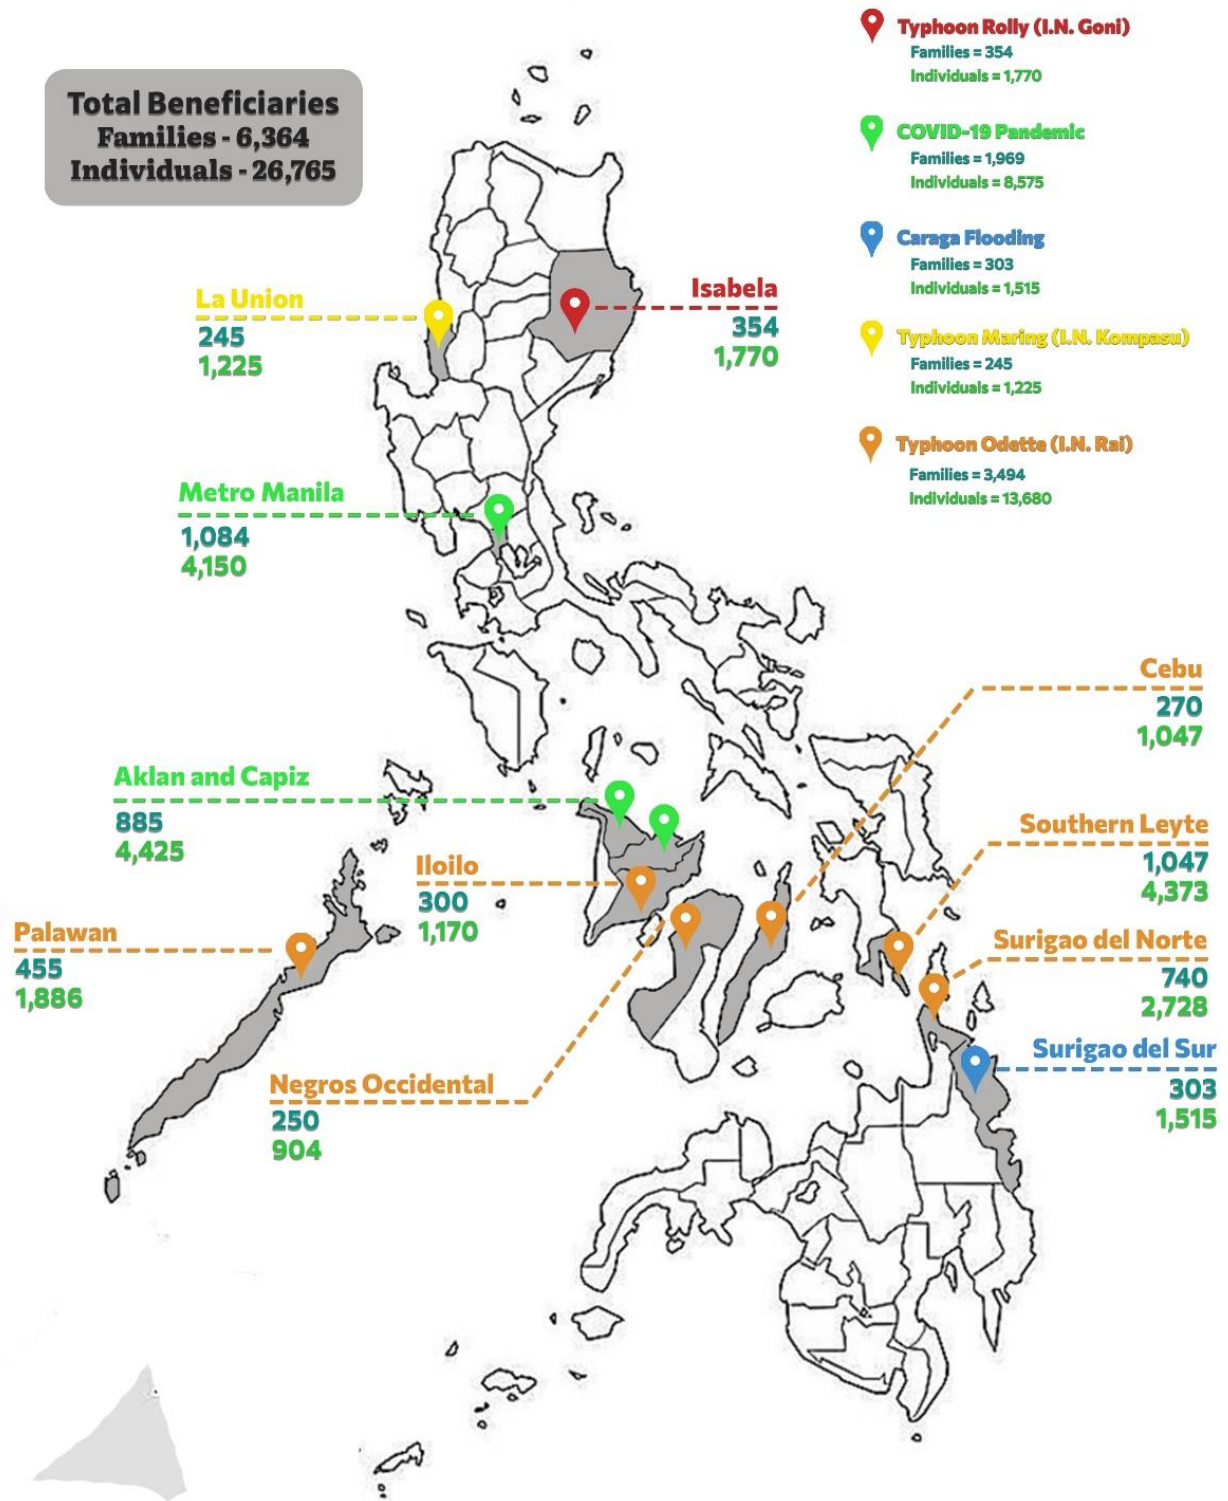 Typhoon Rolly (I.N. Goni)
Families = 354
Individuals = 1,770
Total Beneficiaries
Families - 6,364
Individuals - 26,765
COVID-19 Pandemic
Families = 1,969
Individuals = 8,575
Caraga Flooding
Families = 303
Individuals = 1,515
Typhoon Maring (I.N. Kompasu)
Families = 245
Individuals = 1,225
Typhoon Odette (I.N. Rai)
Families = 3,494
Individuals = 13,680
La Union
245
1,225
Isabela
354
1,770
Metro Manila
1,084
4,150
Cebu
270
1,047
Aklan and Capiz
885
4,425
Southern Leyte
1,047
4,373
Iloilo
300
1,170
Palawan
455
1,886
Surigao del Norte
740
2,728
Surigao del Sur
303
1,515
Negros Occidental
250
904